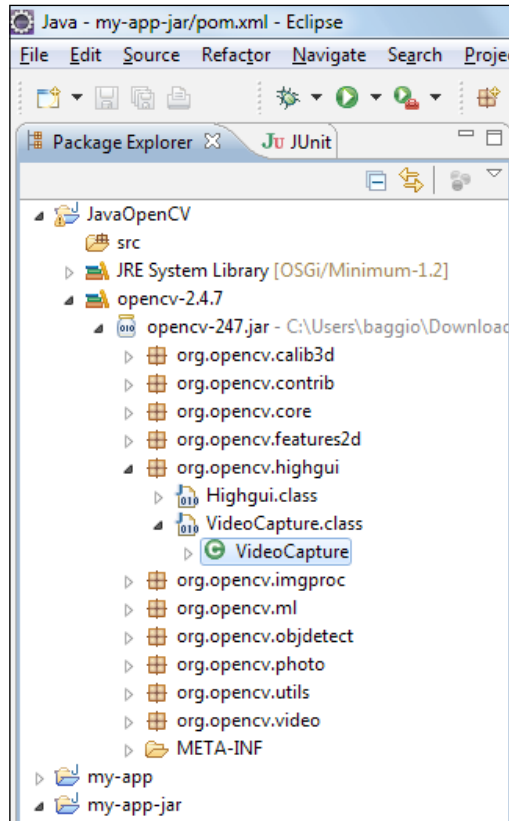 Java - my-app-jar/pom.xml - Eclipse
File Edit Source Refactor Navigate Search
Package Explorer JUnit
JavaOpenCV
src
JRE System Library [OSGi/Minimum-1.2]
opencv-2.4.7
opencv-247.jar - C:\Users\baggio\Download
org.opencv.calib3d
org.opencv.contrib
org.opencv.core
org.opencv.features2d
org.opencv.highgui
Highgui.class
VideoCapture.class
VideoCapture
org.opencv.imgproc
org.opencv.ml
org.opencv.objdetect
org.opencv.photo
org.opencv.utils
org.opencv.video
META-INF
my-app
my-app-jar